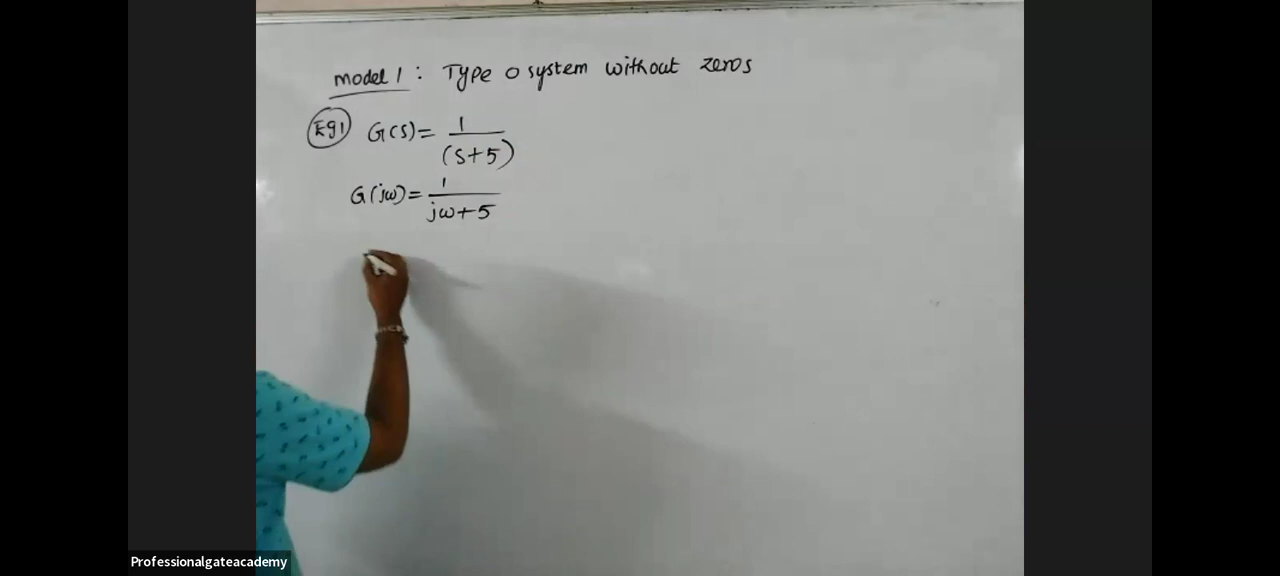 model 1 : Type 0 system without zeros
Eg1 G(s)= 1/(s+5)
G(jω)= 1/jω+5
Professionalgateacademy